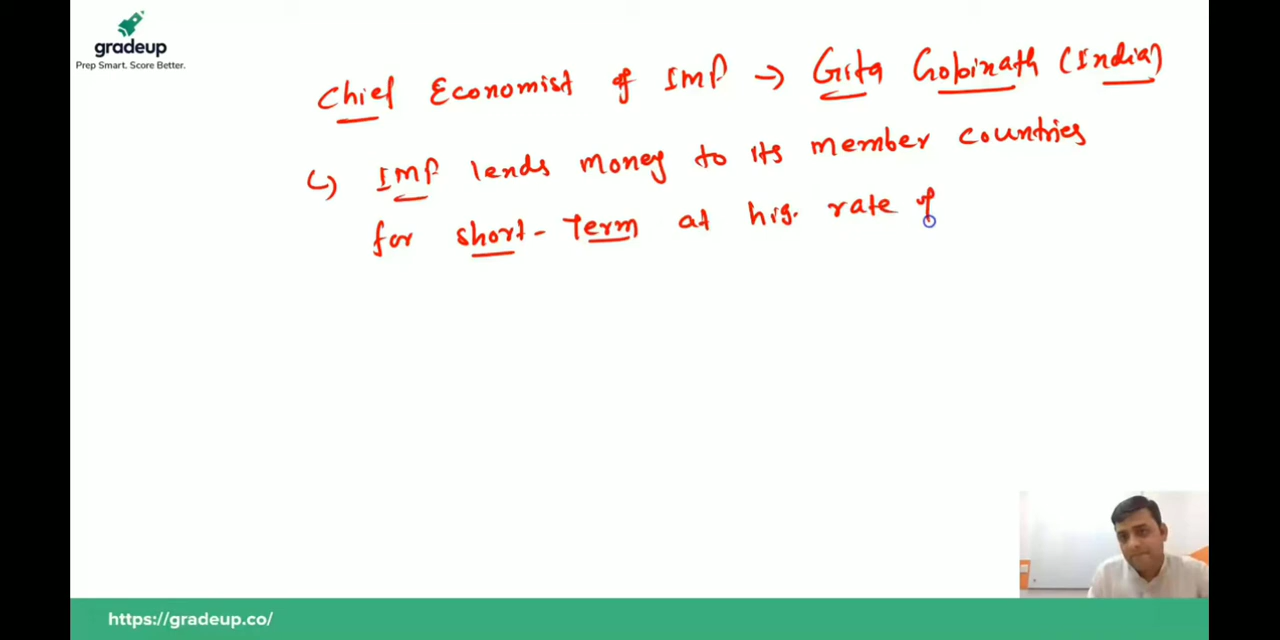 gradeup
Prep Smart. Score Better.
Chief Economist of IMF → Gita Gobinath (India)
↪ IMF lends money to its member countries
for short-Term at hig. rate of
https://gradeup.co/